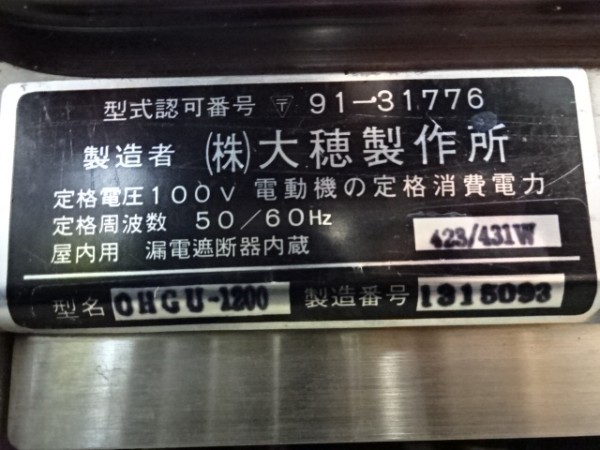 型式認可番号 〒 91-31776
製造者 (株)大穂製作所
定格電圧100V 電動機の定格消費電力
定格周波数 50/60Hz 423/431W
屋内用 漏電遮断器内蔵
型名 OHGU-1200 製造番号 1315093